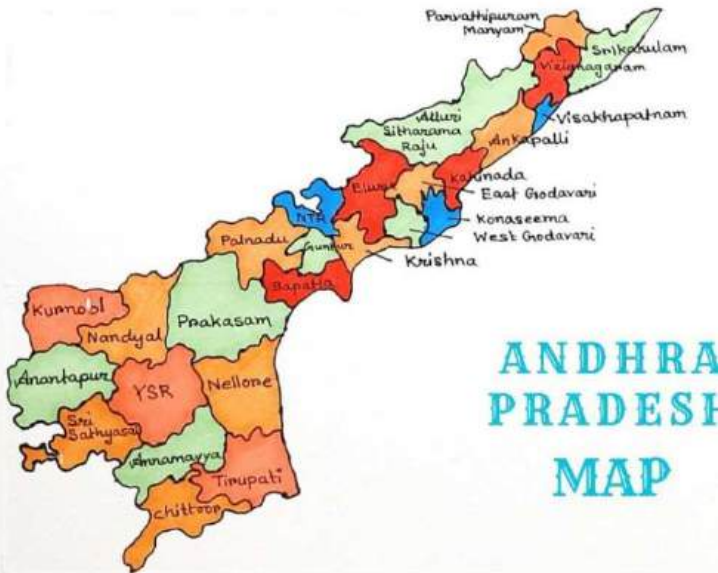 Parvathipuram
Manyam
Srikakulam
Vizianagaram
Visakhapatnam
Alluri
Sitharama
Raju
Ankapalli
Kakinada
East Godavari
Eluru
Konaseema
West Godavari
NTR
Krishna
Palnadu
Guntur
Bapatla
Kurnool
Nandyal
Prakasam
Anantapur
YSR
Nellore
Sri
Sathyasai
Annamayya
Tirupati
chittoor
ANDHRA
PRADESH
MAP